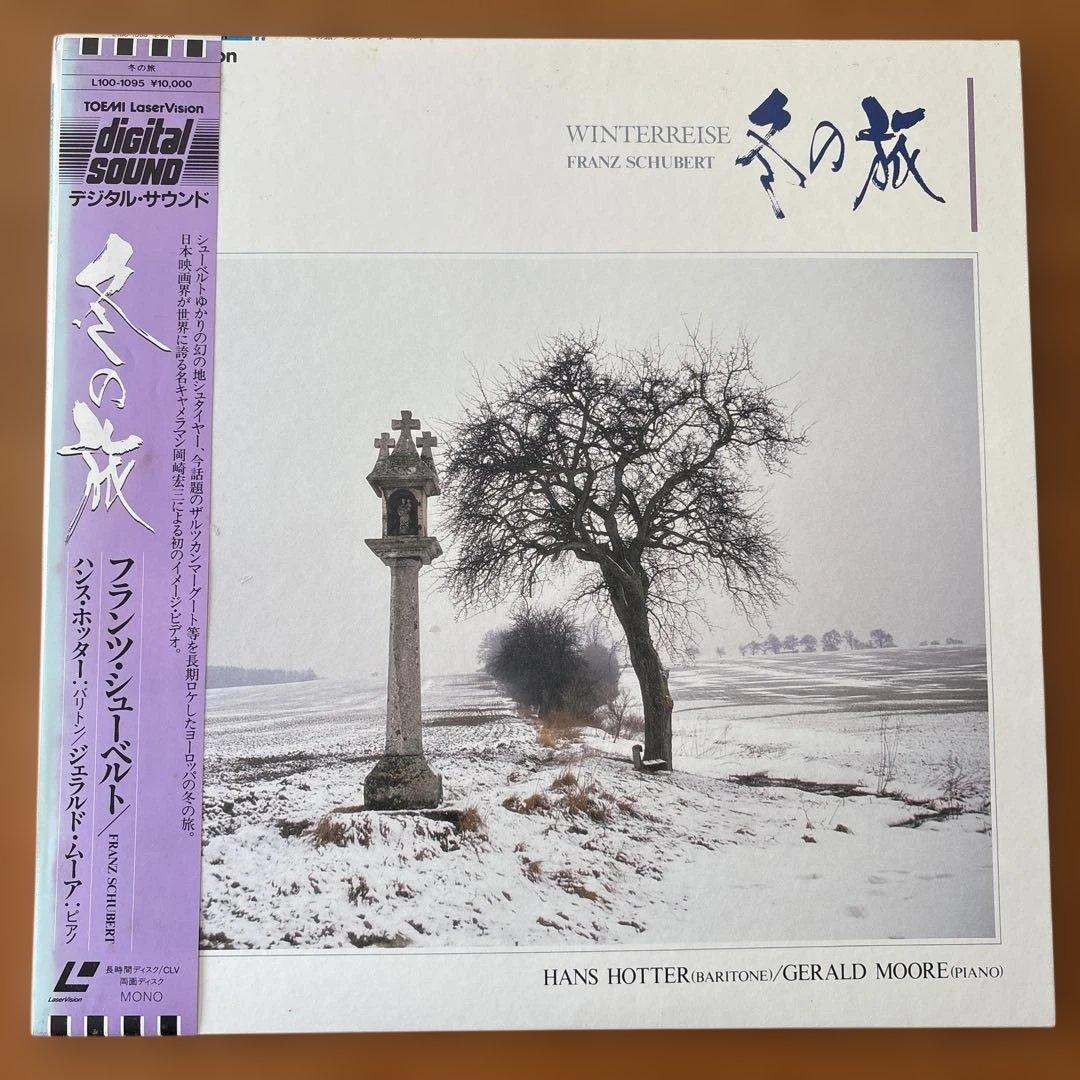 冬の旅
L100-1095 ¥10,000
TOEMI LaserVision
digital
SOUND
デジタル・サウンド
冬の旅
シューベルトゆかりの幻の地シュタイヤー、今話題のザルツカンマーグート等を長期ロケしたヨーロッパの冬の旅。
日本映画界が世界に誇る名キャメラマン岡崎宏三による初のイメージ・ビデオ。
フランツ・シューベルト/FRANZ SCHUBERT
ハンス・ホッター:バリトン/ジェラルド・ムーア:ピアノ
LaserVision
長時間ディスク/CLV
両面ディスク
MONO
WINTERREISE
FRANZ SCHUBERT
冬の旅
HANS HOTTER(BARITONE)/GERALD MOORE(PIANO)